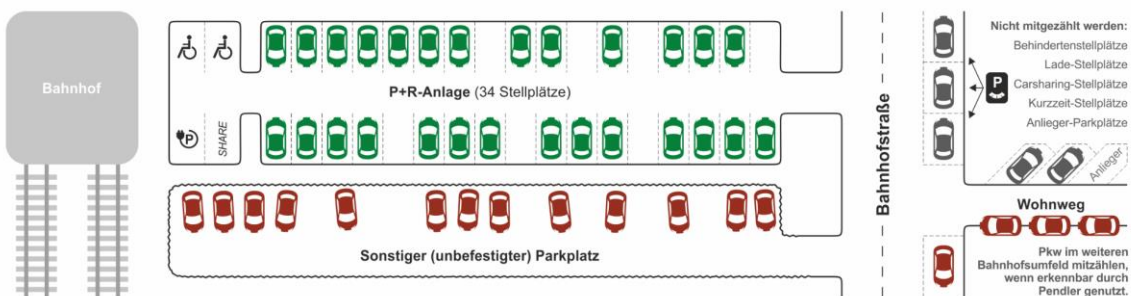 Bahnhof
P+R-Anlage (34 Stellplätze)
P
SHARE
Sonstiger (unbefestigter) Parkplatz
Bahnhofstraße
Nicht mitgezählt werden:
Behindertenstellplätze
Lade-Stellplätze
P
Carsharing-Stellplätze
Kurzzeit-Stellplätze
Anlieger-Parkplätze
Anlieger
Wohnweg
Pkw im weiteren
Bahnhofsumfeld mitzählen,
wenn erkennbar durch
Pendler genutzt.